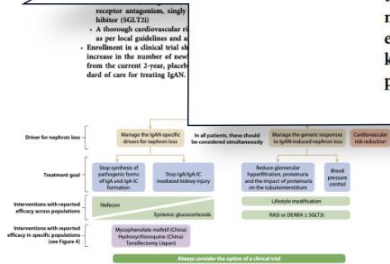 receptor antagonism, singly
hibitor (SGLT2i)
• A thorough cardiovascular ri
as per local guidelines and a
• Enrollment in a clinical trial sh
increase in the number of new
from the current 2-year, placeb
dard of care for treating IgAN.
Driver for nephron loss
Manage the IgAN-specific
drivers for nephron loss
In all patients, these should
be considered simultaneously
Manage the generic responses
to IgAN-induced nephron loss
Cardiovascular
risk reduction
Treatment goal
Stop synthesis of
pathogenic forms
of IgA and IgA-IC
formation
Stop IgA/IgA-IC
mediated kidney injury
Reduce glomerular
hyperfiltration, proteinuria
and the impact of proteinuria
on the tubulointerstitium
Blood
pressure
control
Interventions with reported
efficacy across populations
Nefecon
Systemic glucocorticoids
Lifestyle modification
RASi or DEARA ± SGLT2i
Interventions with reported
efficacy in specific populations
(see Figure 4)
Mycophenolate mofetil (China)
Hydroxychloroquine (China)
Tonsillectomy (Japan)
Always consider the option of a clinical trial